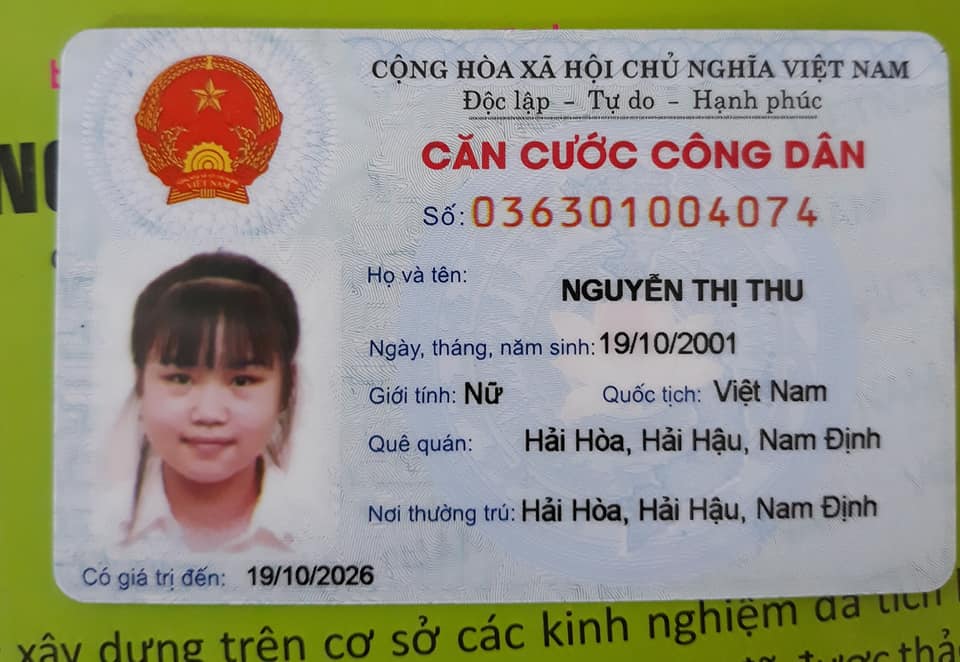 CỘNG HÒA XÃ HỘI CHỦ NGHĨA VIỆT NAM
Độc lập - Tự do - Hạnh phúc
CĂN CƯỚC CÔNG DÂN
Số: 036301004074
Họ và tên: NGUYỄN THỊ THU
Ngày, tháng, năm sinh: 19/10/2001
Giới tính: Nữ Quốc tịch: Việt Nam
Quê quán: Hải Hòa, Hải Hậu, Nam Định
Nơi thường trú: Hải Hòa, Hải Hậu, Nam Định
Có giá trị đến: 19/10/2026
xây dựng trên cơ sở các kinh nghiệm đã tích